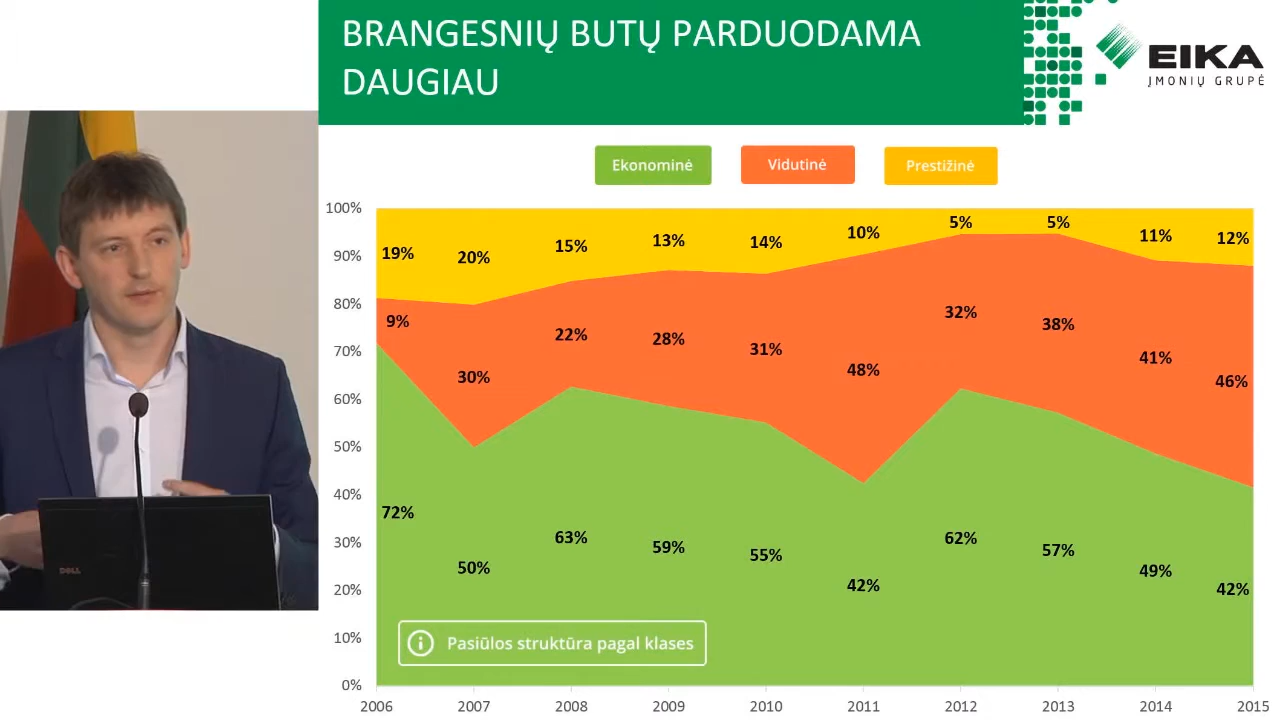 BRANGESNIŲ BUTŲ PARDUODAMA
DAUGIAU
EIKA
ĮMONIŲ GRUPĖ
Ekonominė Vidutinė Prestižinė
100%
90%
80%
70%
60%
50%
40%
30%
20%
10%
0%
19% 20% 15% 13% 14% 10% 5% 5% 11% 12%
9% 30% 22% 28% 31% 48% 32% 38% 41% 46%
72% 50% 63% 59% 55% 42% 62% 57% 49% 42%
Pasiūlos struktūra pagal klases
2006 2007 2008 2009 2010 2011 2012 2013 2014 2015
DELL